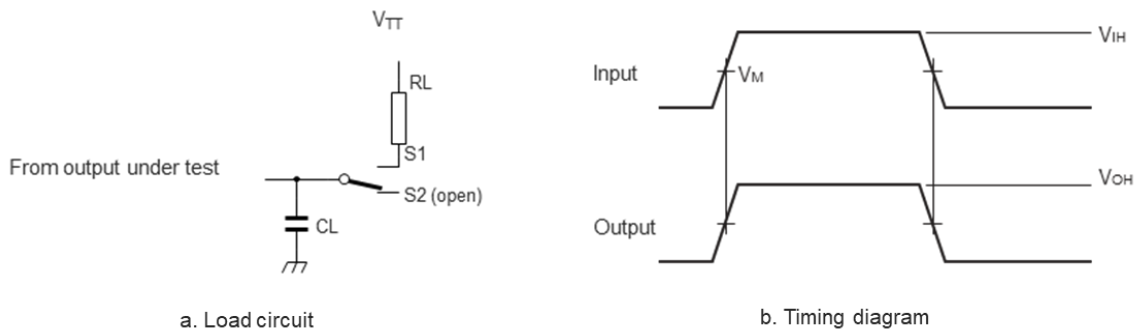 VTT
RL
S1
From output under test
S2 (open)
CL
a. Load circuit
VIH
Input
VM
VOH
Output
b. Timing diagram